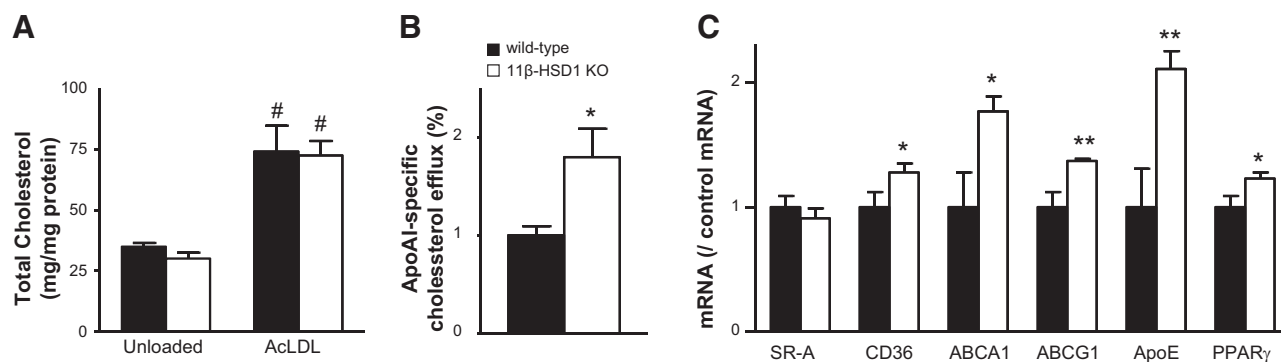 A
Total Cholesterol
(mg/mg protein)
100
75
50
25
0
#
#
Unloaded
AcLDL
B
wild-type
11β-HSD1 KO
ApoAI-specific
cholessterol efflux (%)
2
1
0
*
C
mRNA (/ control mRNA)
2
1
0
*
*
**
**
*
SR-A
CD36
ABCA1
ABCG1
ApoE
PPARγ